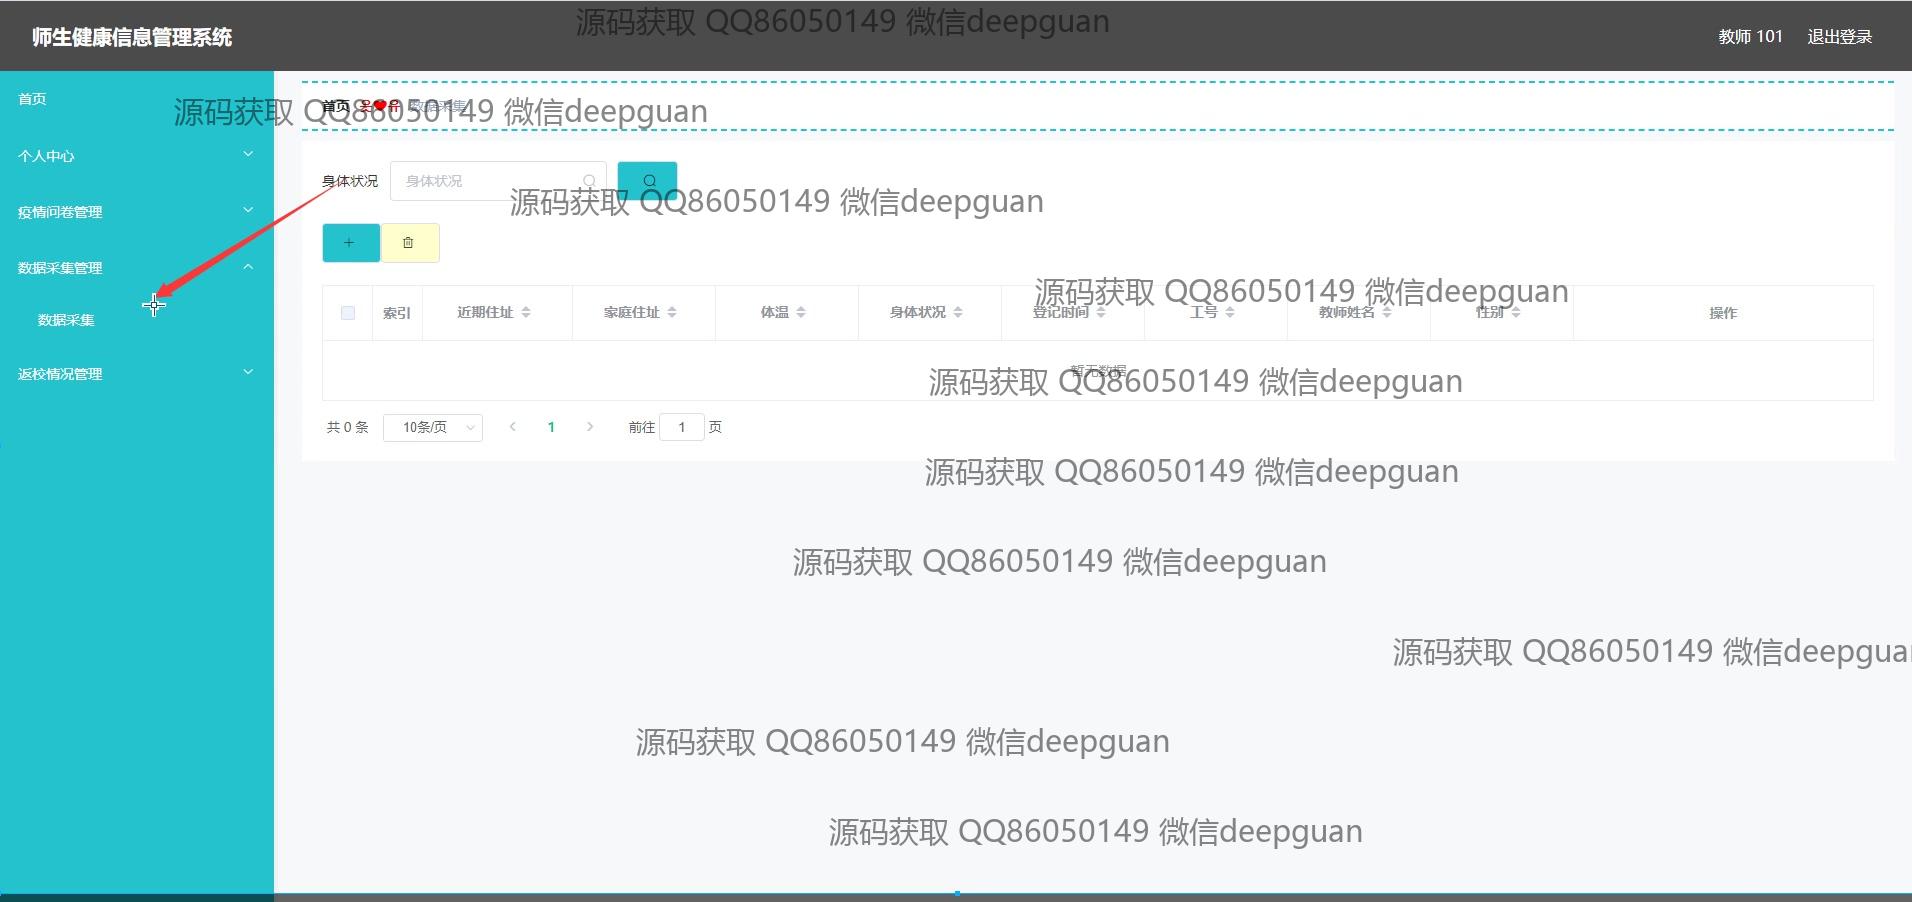 源码获取 QQ86050149 微信deepguan
师生健康信息管理系统
教师 101 退出登录
首页
首页 数据采集
源码获取 QQ86050149 微信deepguan
个人中心
身体状况 身体状况
源码获取 QQ86050149 微信deepguan
疫情问卷管理
数据采集管理
源码获取 QQ86050149 微信deepguan
索引 近期住址 家庭住址 体温 身体状况 登记时间 工号 教师姓名 性别 操作
数据采集
返校情况管理
暂无数据
源码获取 QQ86050149 微信deepguan
共 0 条 10条/页 1 前往 1 页
源码获取 QQ86050149 微信deepguan
源码获取 QQ86050149 微信deepguan
源码获取 QQ86050149 微信deepgua
源码获取 QQ86050149 微信deepguan
源码获取 QQ86050149 微信deepguan